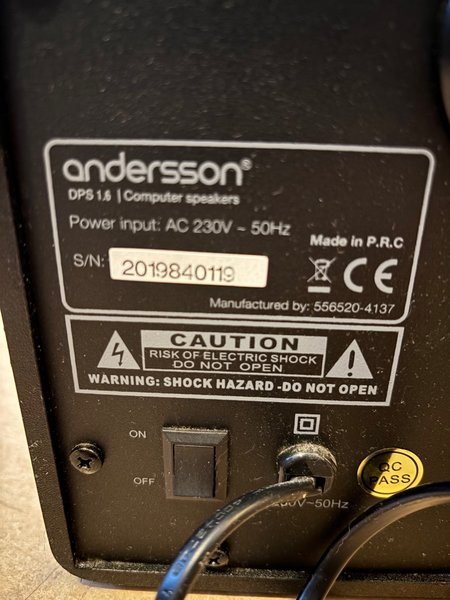 andersson®
DPS 1.6 | Computer speakers
Power input: AC 230V ~ 50Hz
Made in P.R.C
S/N: 2019840119
CE
Manufactured by: 556520-4137
CAUTION
RISK OF ELECTRIC SHOCK
DO NOT OPEN
WARNING: SHOCK HAZARD -DO NOT OPEN
ON
OFF
QC
PASS
230V~50Hz